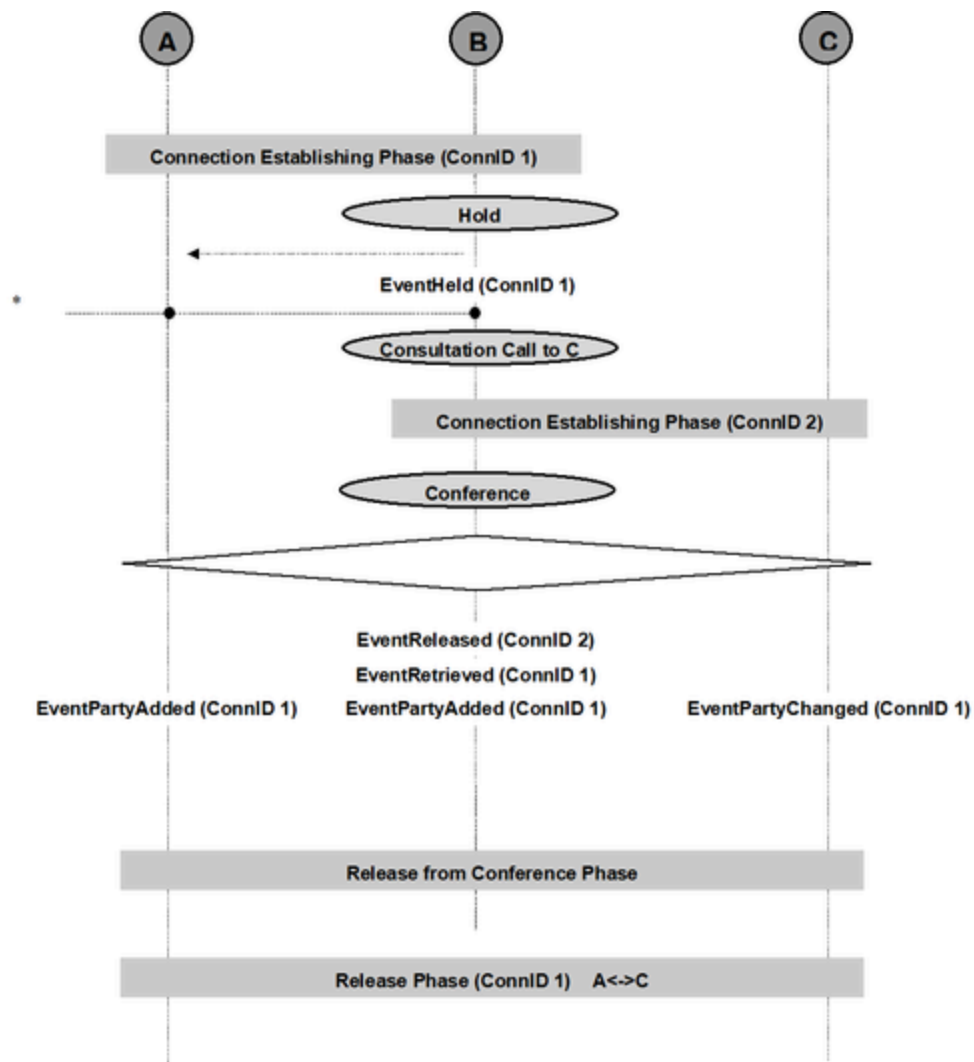 A B C
Connection Establishing Phase (ConnID 1)
Hold
EventHeld (ConnID 1)
*
Consultation Call to C
Connection Establishing Phase (ConnID 2)
Conference
EventReleased (ConnID 2)
EventRetrieved (ConnID 1)
EventPartyAdded (ConnID 1) EventPartyAdded (ConnID 1) EventPartyChanged (ConnID 1)
Release from Conference Phase
Release Phase (ConnID 1) A<->C